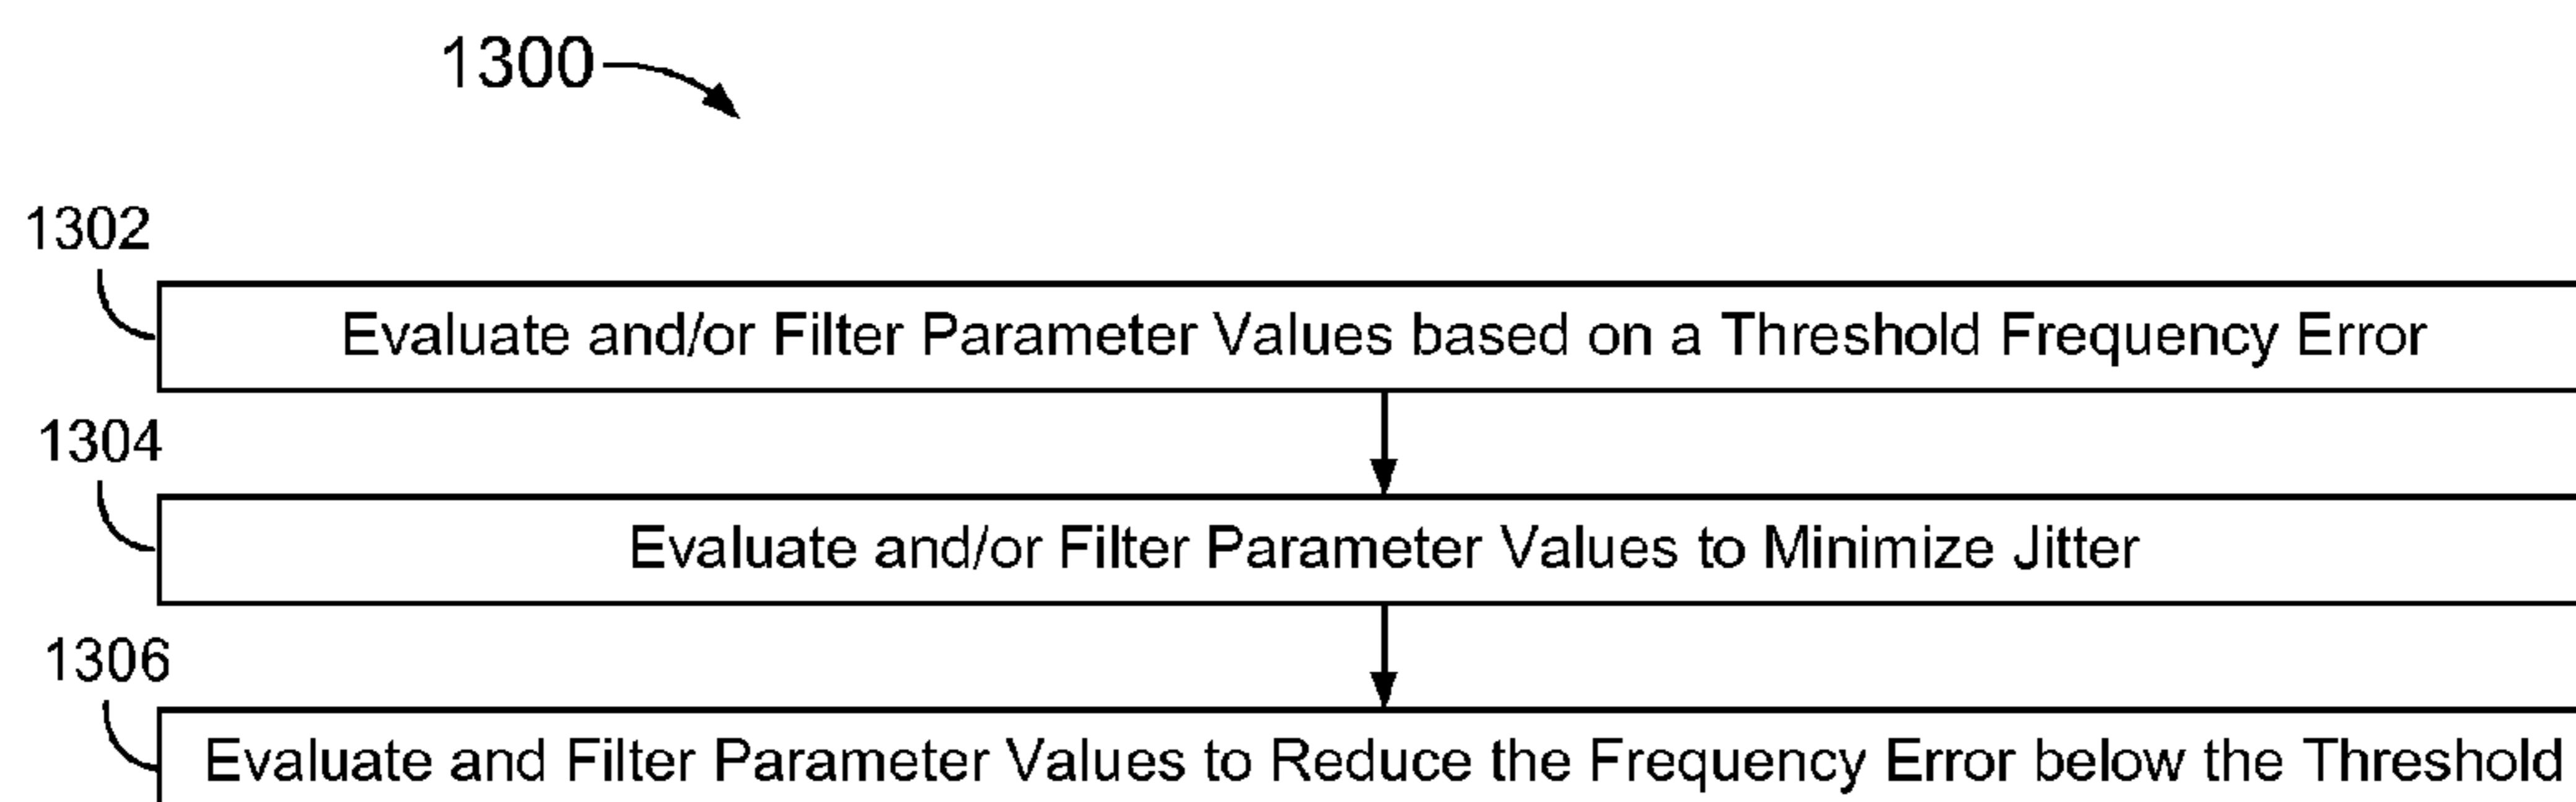 1300
1302
Evaluate and/or Filter Parameter Values based on a Threshold Frequency Error
1304
Evaluate and/or Filter Parameter Values to Minimize Jitter
1306
Evaluate and Filter Parameter Values to Reduce the Frequency Error below the Threshold